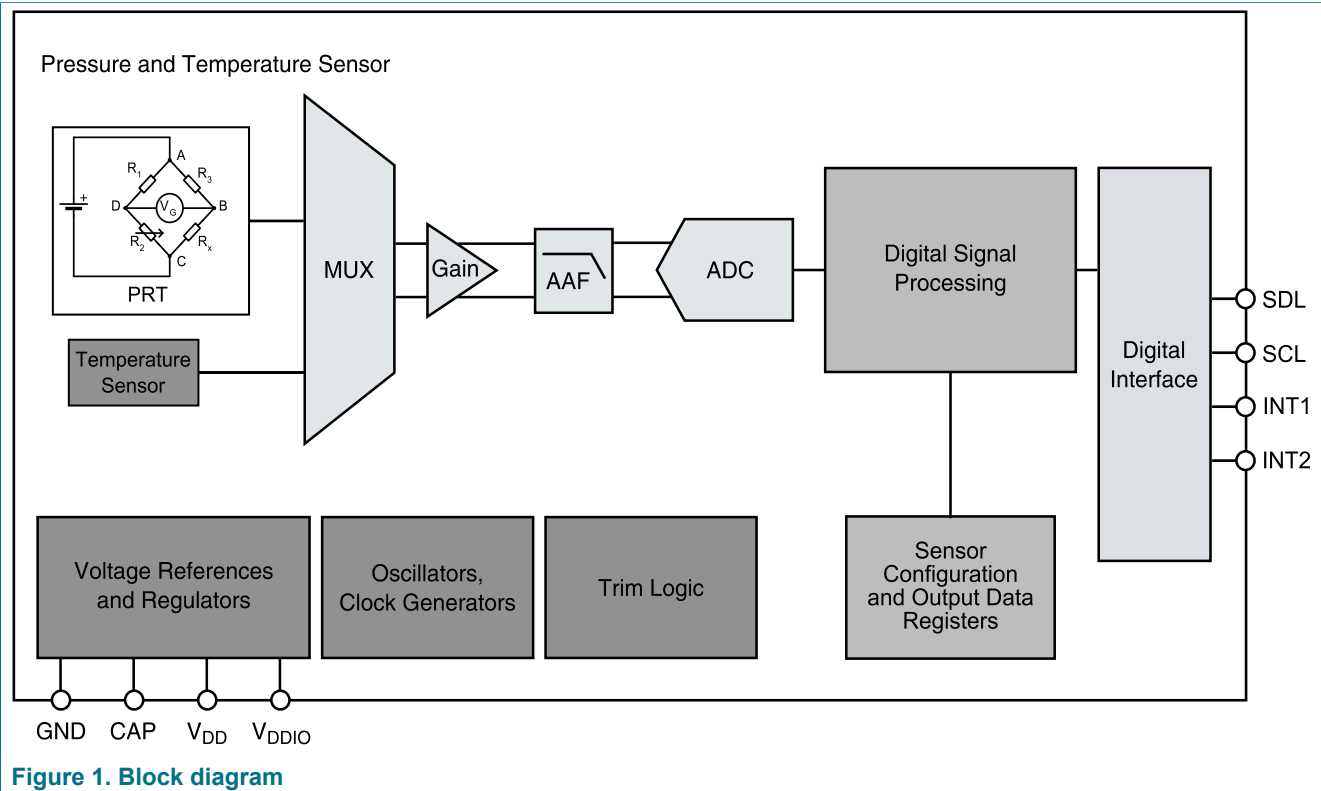 Pressure and Temperature Sensor
A
R1
R3
D
VG
B
R2
Rx
C
+
PRT
MUX
Gain
AAF
ADC
Digital Signal
Processing
Digital
Interface
SDL
SCL
INT1
INT2
Temperature
Sensor
Voltage References
and Regulators
Oscillators,
Clock Generators
Trim Logic
Sensor
Configuration
and Output Data
Registers
GND
CAP
VDD
VDDIO
Figure 1. Block diagram